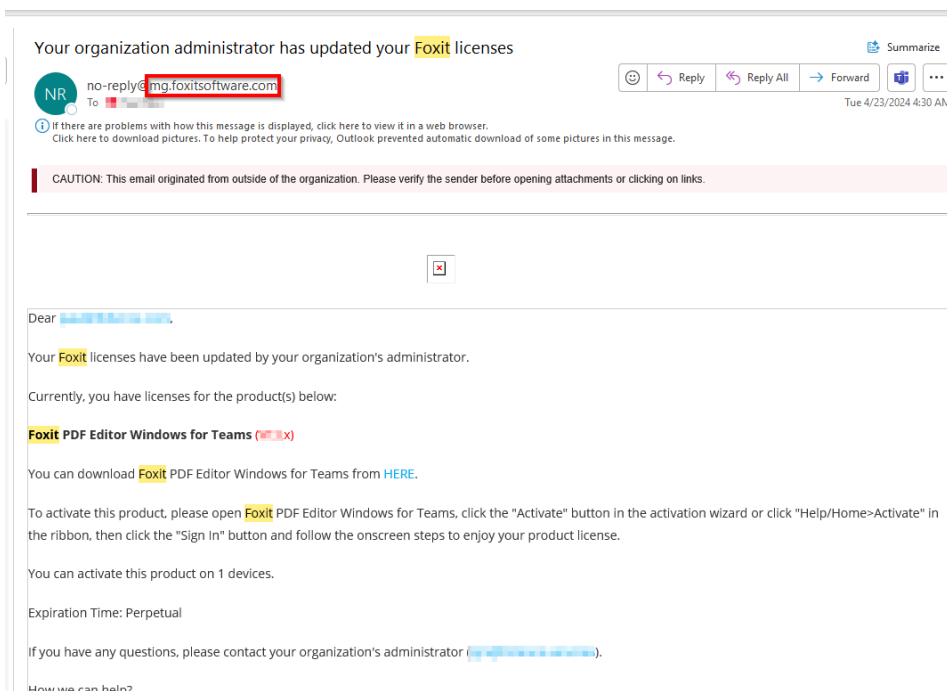 Your organization administrator has updated your Foxit licenses
Summarize
NR
no-reply@mg.foxitsoftware.com
To
Reply
Reply All
Forward
Tue 4/23/2024 4:30 AM
If there are problems with how this message is displayed, click here to view it in a web browser.
Click here to download pictures. To help protect your privacy, Outlook prevented automatic download of some pictures in this message.
CAUTION: This email originated from outside of the organization. Please verify the sender before opening attachments or clicking on links.
Dear ,
Your Foxit licenses have been updated by your organization's administrator.
Currently, you have licenses for the product(s) below:
Foxit PDF Editor Windows for Teams ( x)
You can download Foxit PDF Editor Windows for Teams from HERE.
To activate this product, please open Foxit PDF Editor Windows for Teams, click the "Activate" button in the activation wizard or click "Help/Home>Activate" in
the ribbon, then click the "Sign In" button and follow the onscreen steps to enjoy your product license.
You can activate this product on 1 devices.
Expiration Time: Perpetual
If you have any questions, please contact your organization's administrator ( ).
How we can help?